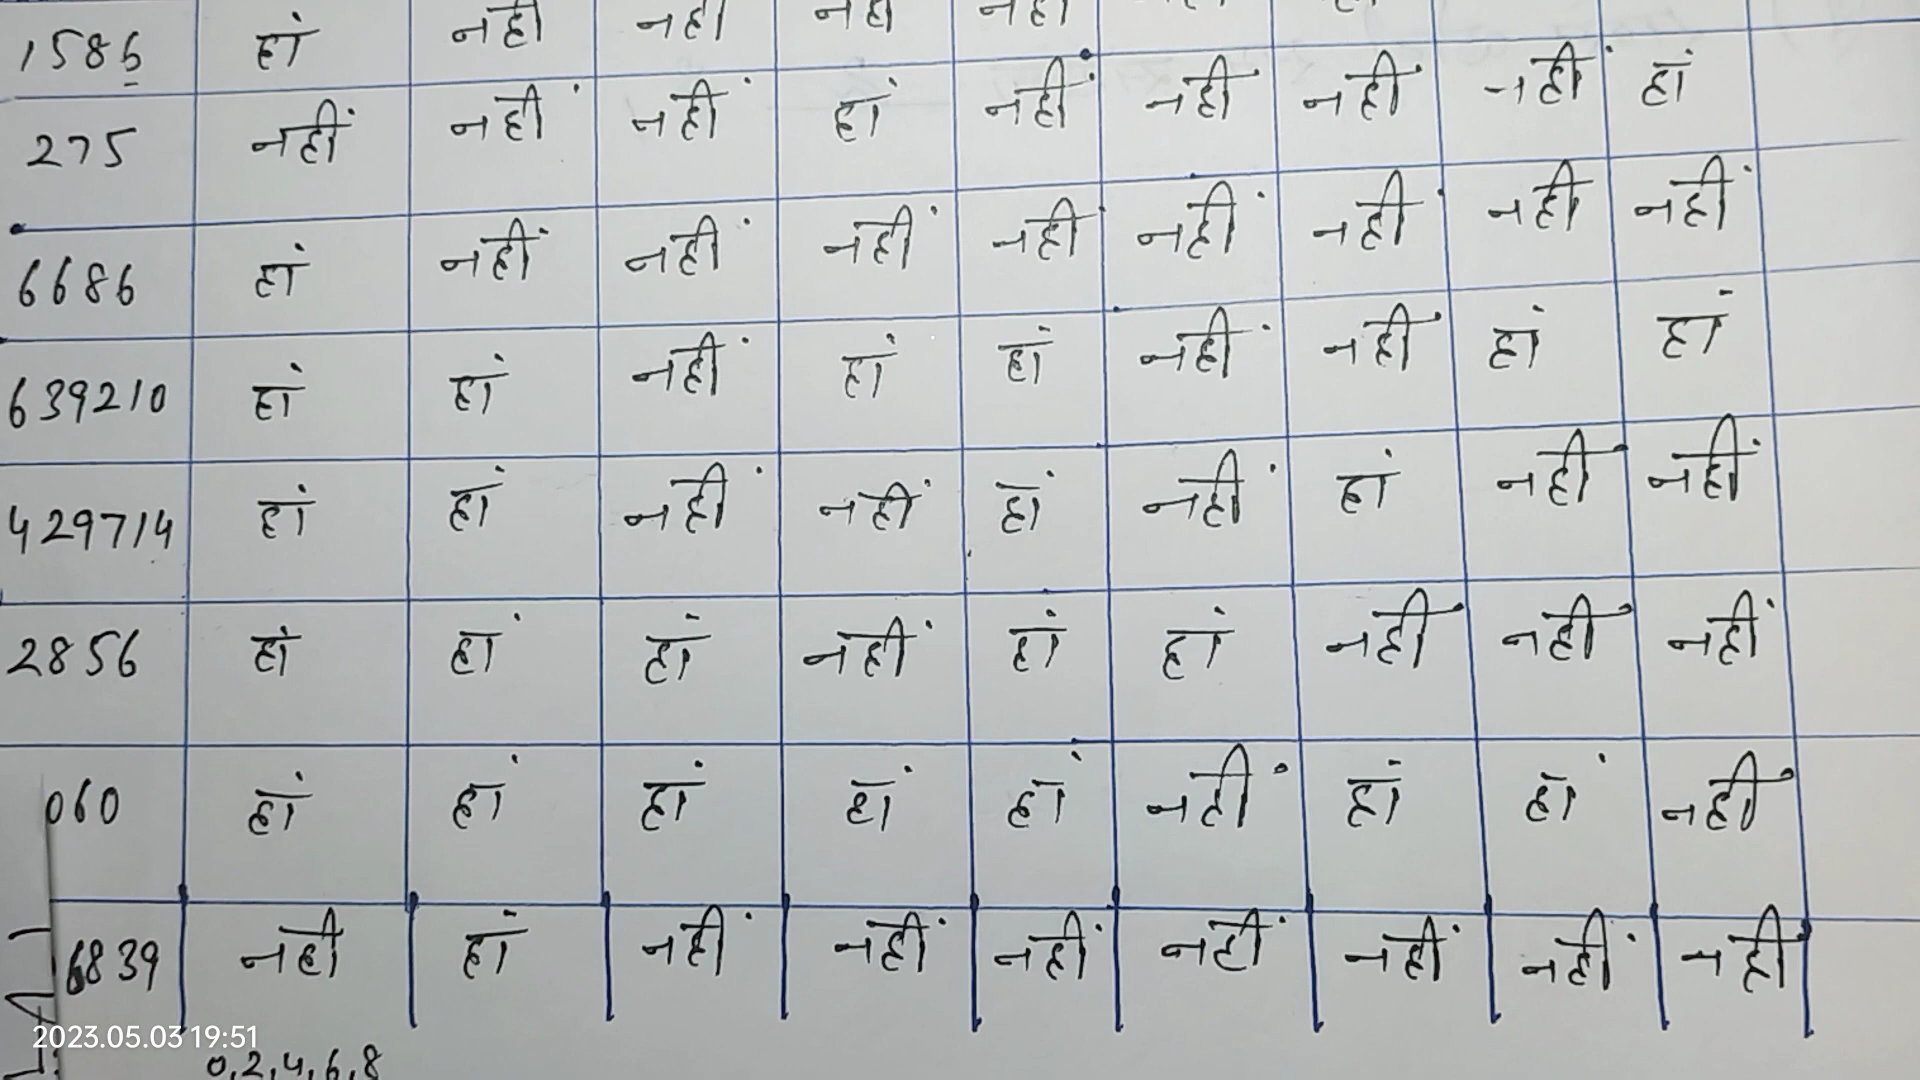 1586 हां नहीं नहीं
275 नहीं नहीं नहीं हां नहीं नहीं नहीं नहीं हां
6686 हां नहीं नहीं नहीं नहीं नहीं नहीं नहीं नहीं
639210 हां हां नहीं हां हां नहीं नहीं हां हां
429714 हां हां नहीं नहीं हां नहीं हां नहीं नहीं
2856 हां हां हां नहीं हां हां नहीं नहीं नहीं
060 हां हां हां हां हां नहीं हां हां नहीं
6839 नहीं हां नहीं नहीं नहीं नहीं नहीं नहीं नहीं
2023.05.03 19:51
0,2,4,6,8